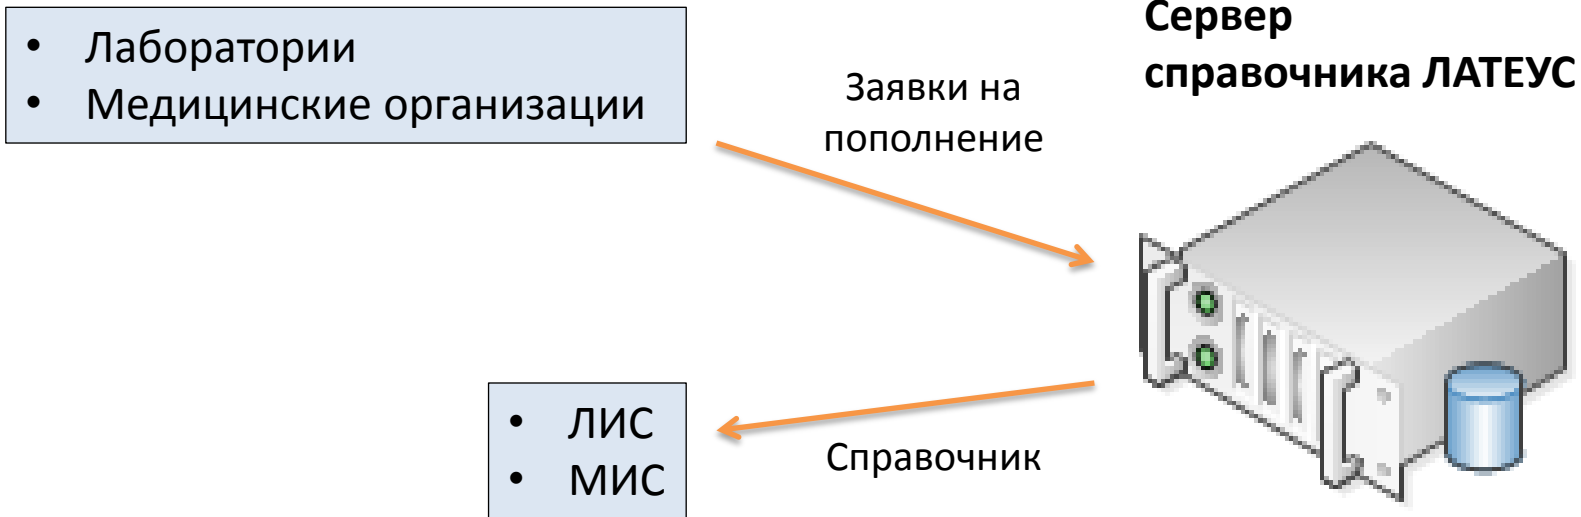 • Лаборатории
• Медицинские организации
Заявки на
пополнение
Сервер
справочника ЛАТЕУС
• ЛИС
• МИС
Справочник